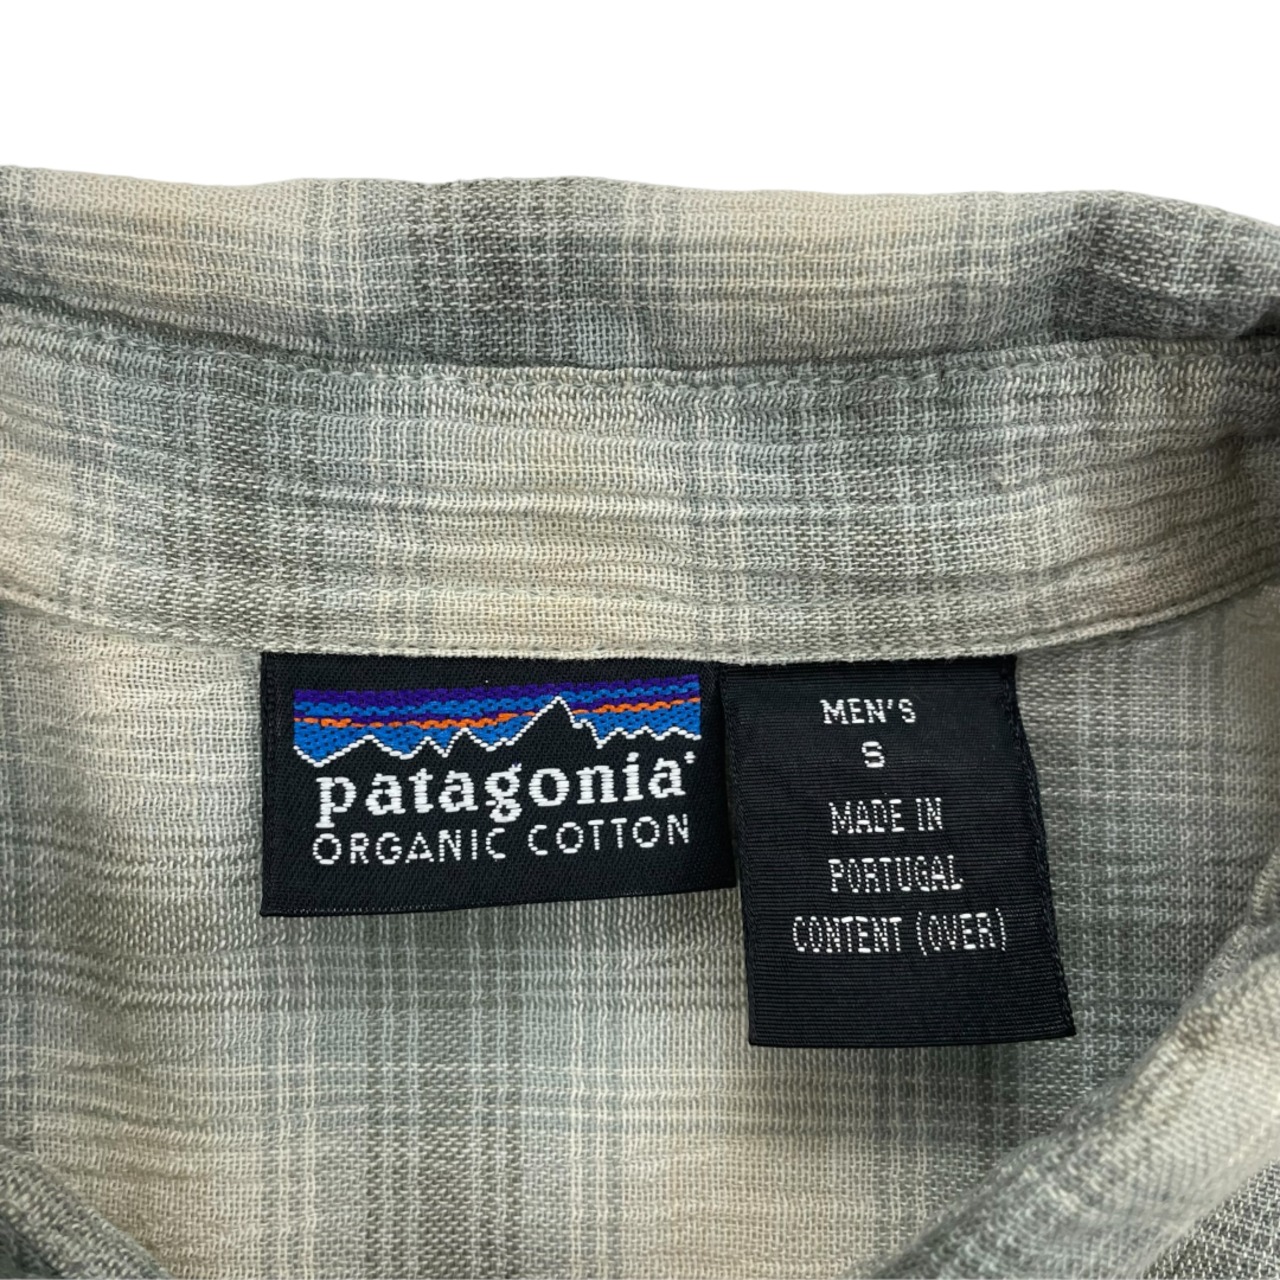 patagonia
ORGANIC COTTON
MEN'S
S
MADE IN
PORTUGAL
CONTENT (OVER)